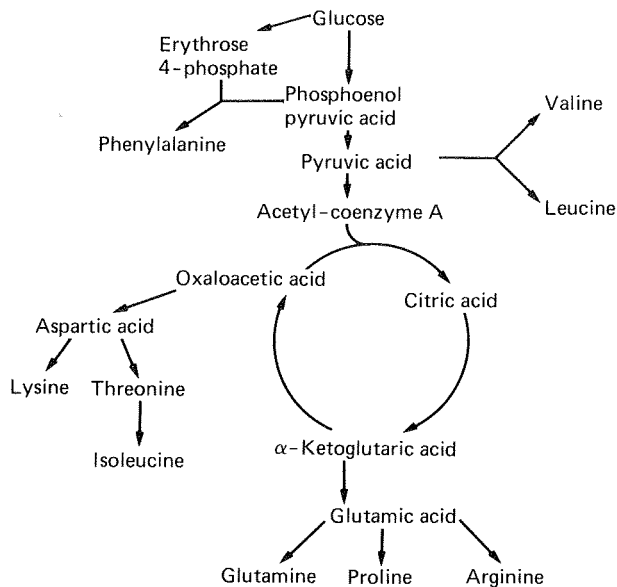 Glucose
Erythrose
4-phosphate
Phosphoenol
pyruvic acid
Valine
Phenylalanine
Pyruvic acid
Leucine
Acetyl-coenzyme A
Oxaloacetic acid
Citric acid
Aspartic acid
Lysine
Threonine
Isoleucine
α-Ketoglutaric acid
Glutamic acid
Glutamine
Proline
Arginine